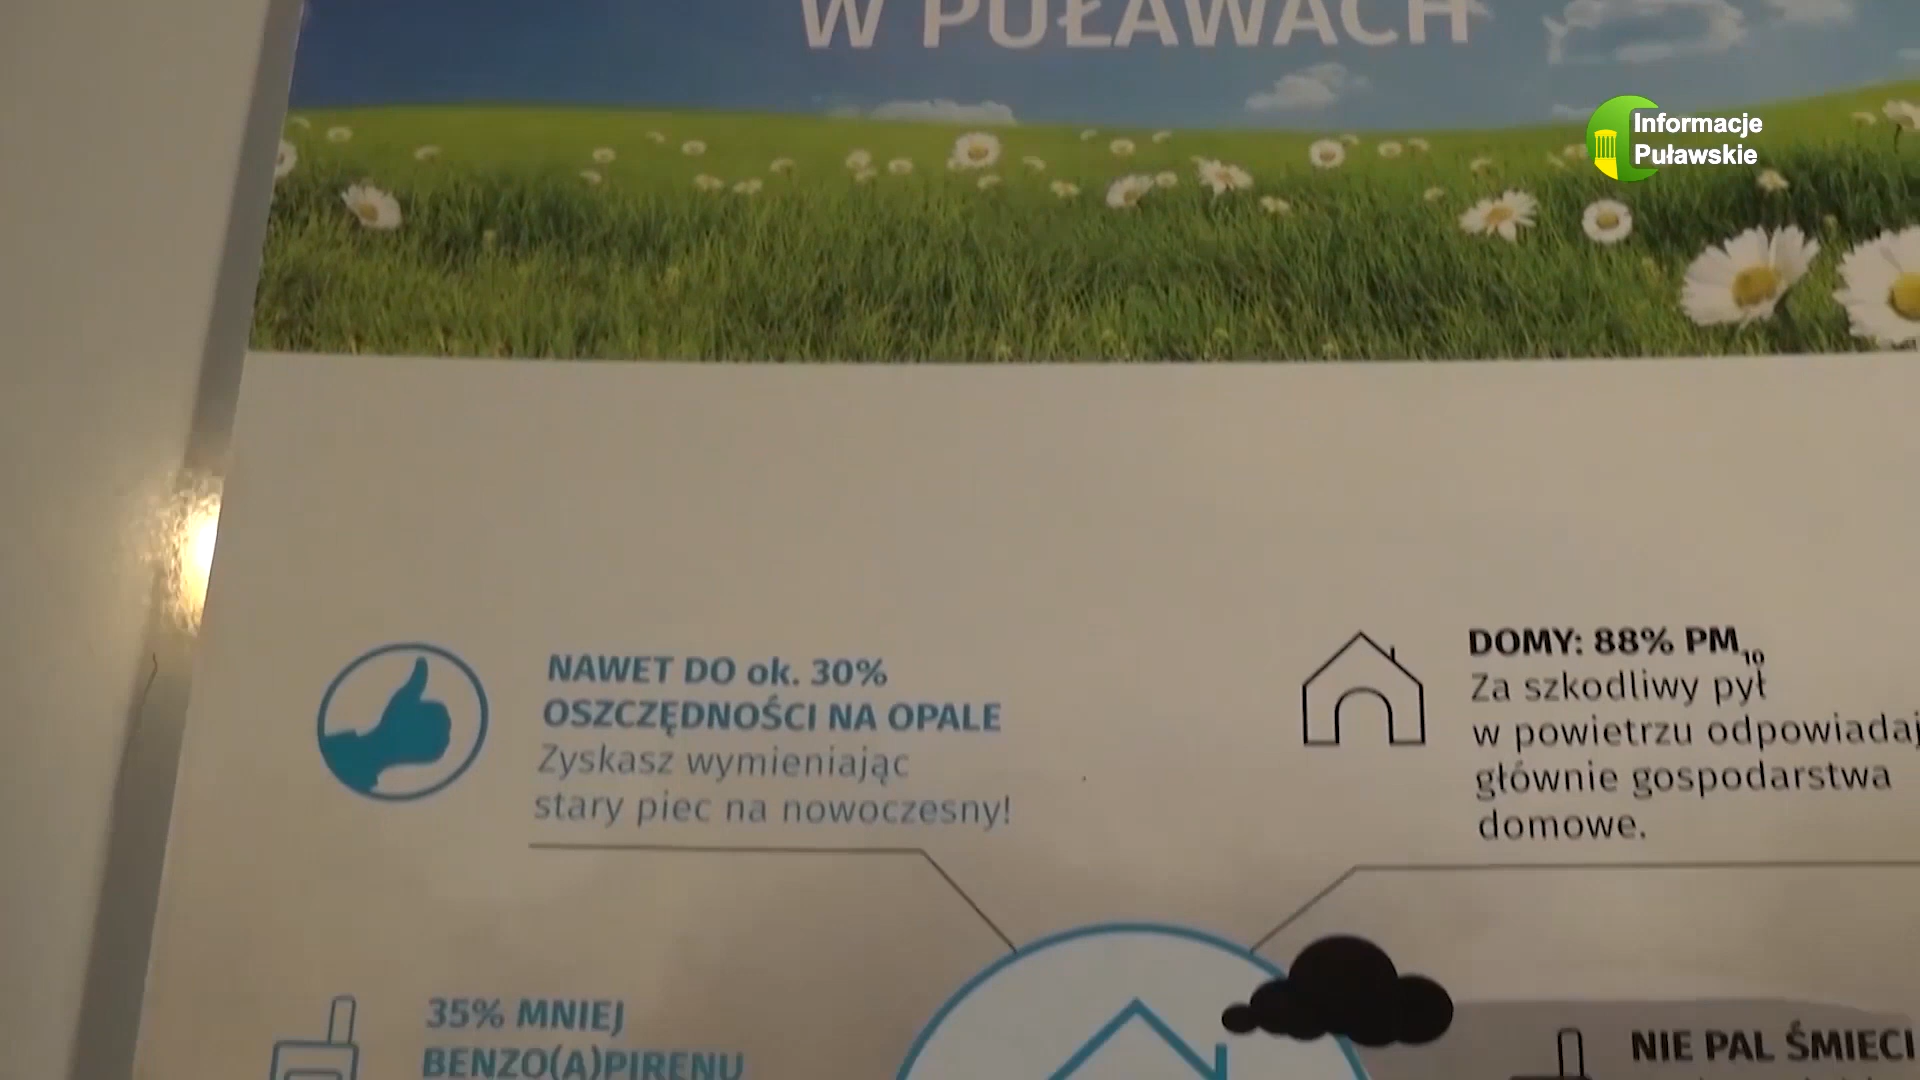 W PUŁAWACH
Informacje
Puławskie
NAWET DO ok. 30%
OSZCZĘDNOŚCI NA OPALE
Zyskasz wymieniając
stary piec na nowoczesny!
DOMY: 88% PM10
Za szkodliwy pył
w powietrzu odpowiadaj
głównie gospodarstwa
domowe.
35% MNIEJ
BENZO(A)PIRENU
NIE PAL ŚMIECI